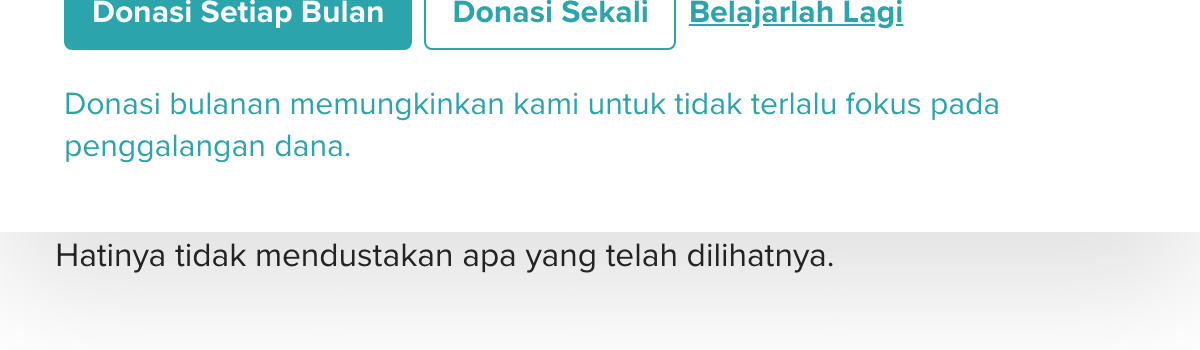 Donasi Setiap Bulan Donasi Sekali Belajarlah Lagi
Donasi bulanan memungkinkan kami untuk tidak terlalu fokus pada
penggalangan dana.
Hatinya tidak mendustakan apa yang telah dilihatnya.